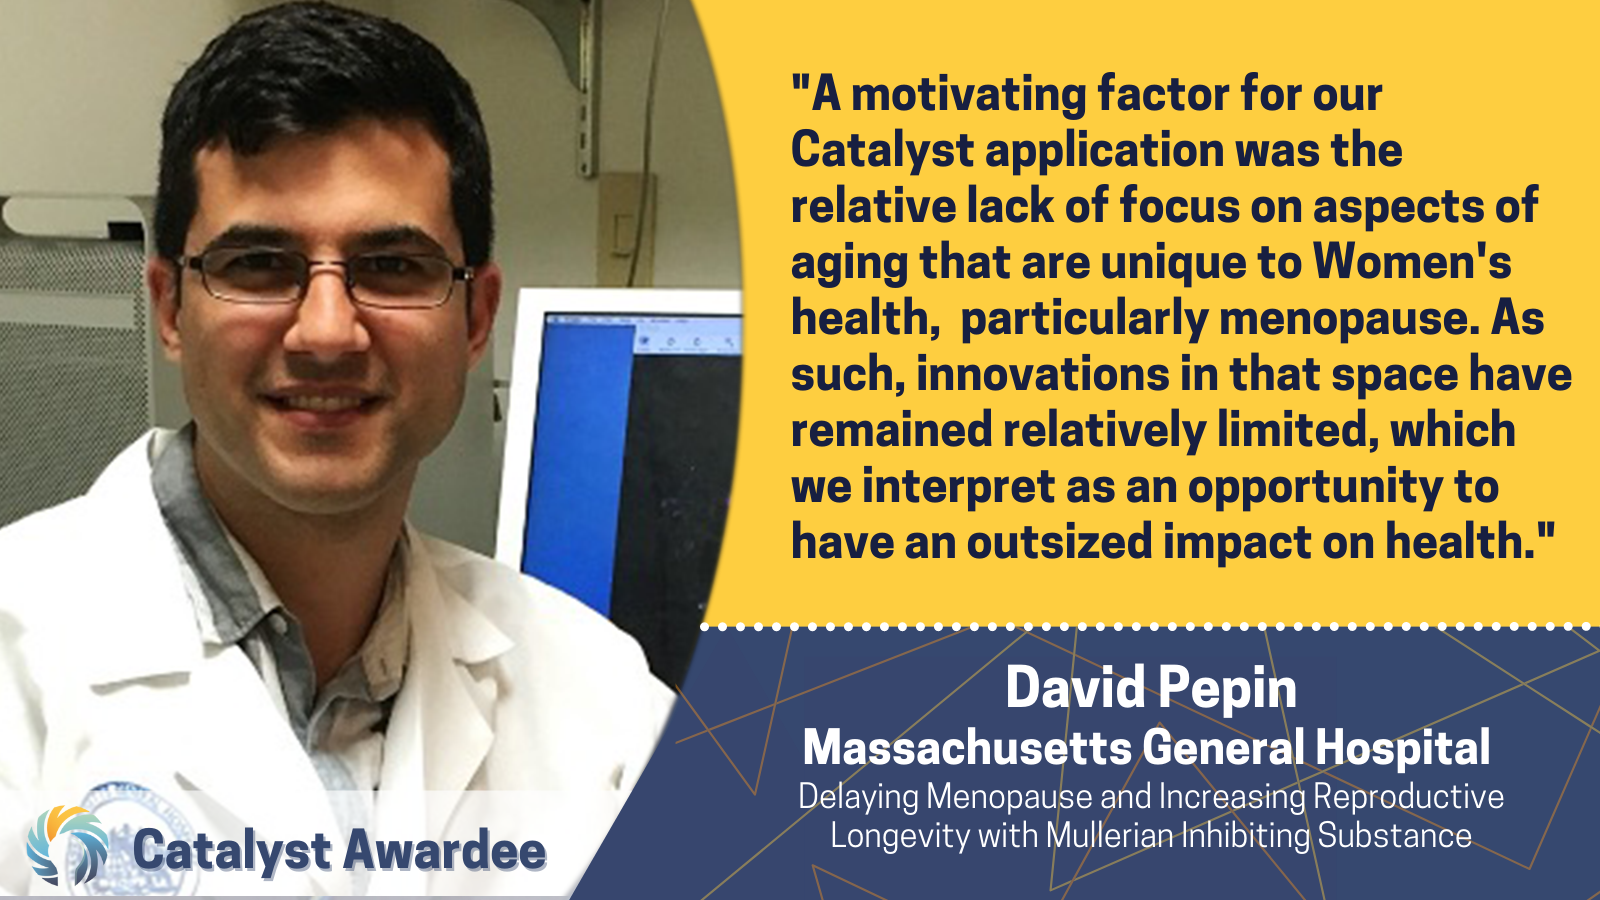 "A motivating factor for our
Catalyst application was the
relative lack of focus on aspects of
aging that are unique to Women's
health,  particularly menopause. As
such, innovations in that space have
remained relatively limited, which
we interpret as an opportunity to
have an outsized impact on health."
David Pepin
Massachusetts General Hospital
Delaying Menopause and Increasing Reproductive
Longevity with Mullerian Inhibiting Substance
Catalyst Awardee